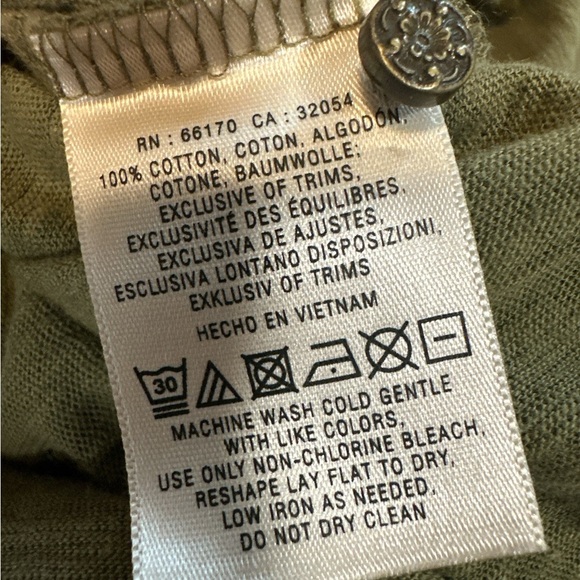 RN : 66170 CA : 32054
100% COTTON, COTON, ALGODÓN,
COTONE, BAUMWOLLE;
EXCLUSIVE OF TRIMS,
EXCLUSIVITÉ DES ÉQUILIBRES,
EXCLUSIVA DE AJUSTES,
ESCLUSIVA LONTANO DISPOSIZIONI,
EXKLUSIV OF TRIMS
HECHO EN VIETNAM
30
MACHINE WASH COLD GENTLE
WITH LIKE COLORS,
USE ONLY NON-CHLORINE BLEACH,
RESHAPE LAY FLAT TO DRY,
LOW IRON AS NEEDED,
DO NOT DRY CLEAN